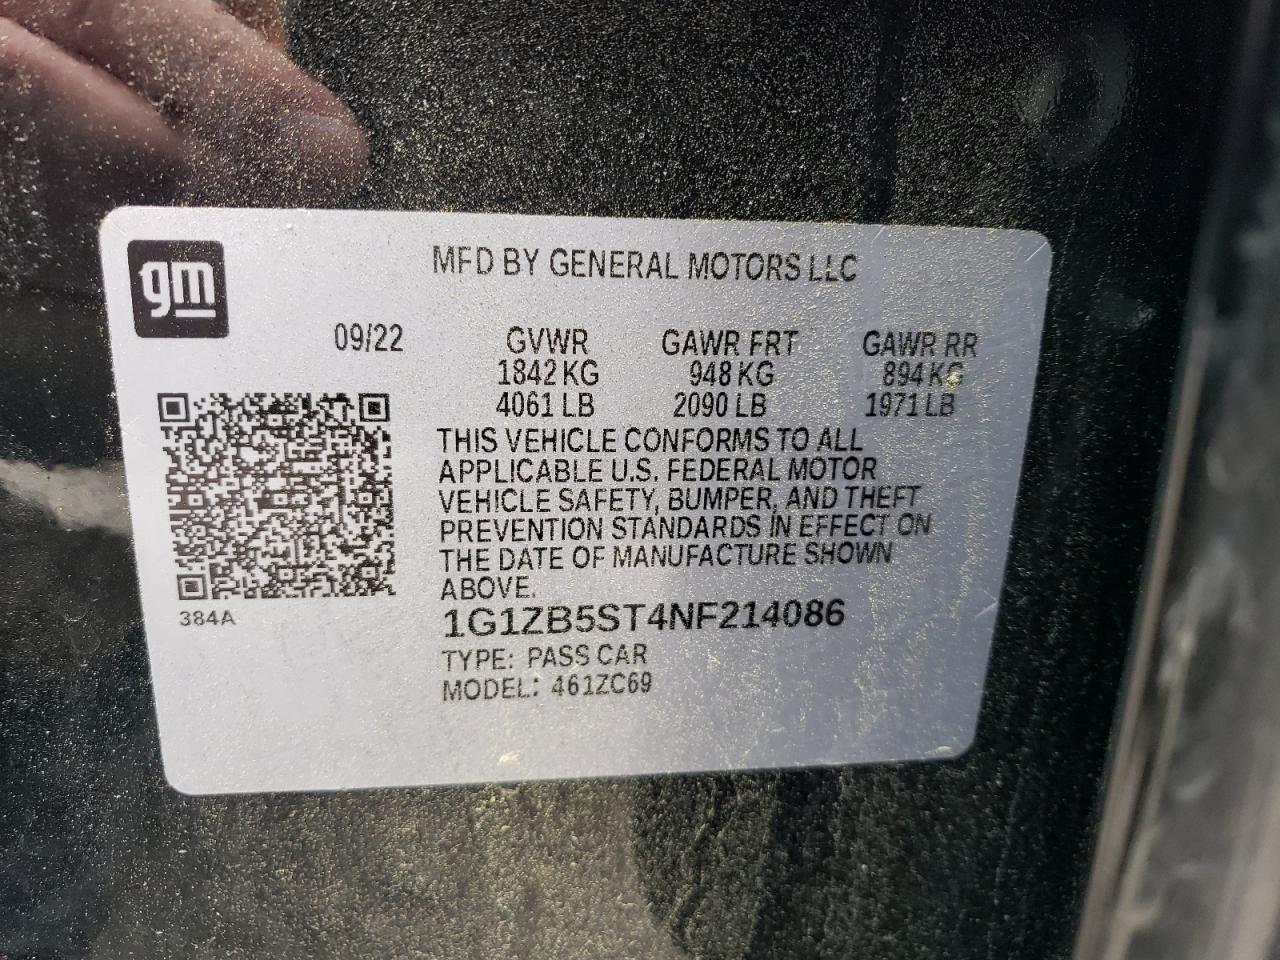 gm
MFD BY GENERAL MOTORS LLC
09/22
GVWR GAWR FRT GAWR RR
1842 KG 948 KG 894 KG
4061 LB 2090 LB 1971 LB
THIS VEHICLE CONFORMS TO ALL
APPLICABLE U.S. FEDERAL MOTOR
VEHICLE SAFETY, BUMPER, AND THEFT
PREVENTION STANDARDS IN EFFECT ON
THE DATE OF MANUFACTURE SHOWN
ABOVE.
384A
1G1ZB5ST4NF214086
TYPE: PASS CAR
MODEL: 461ZC69